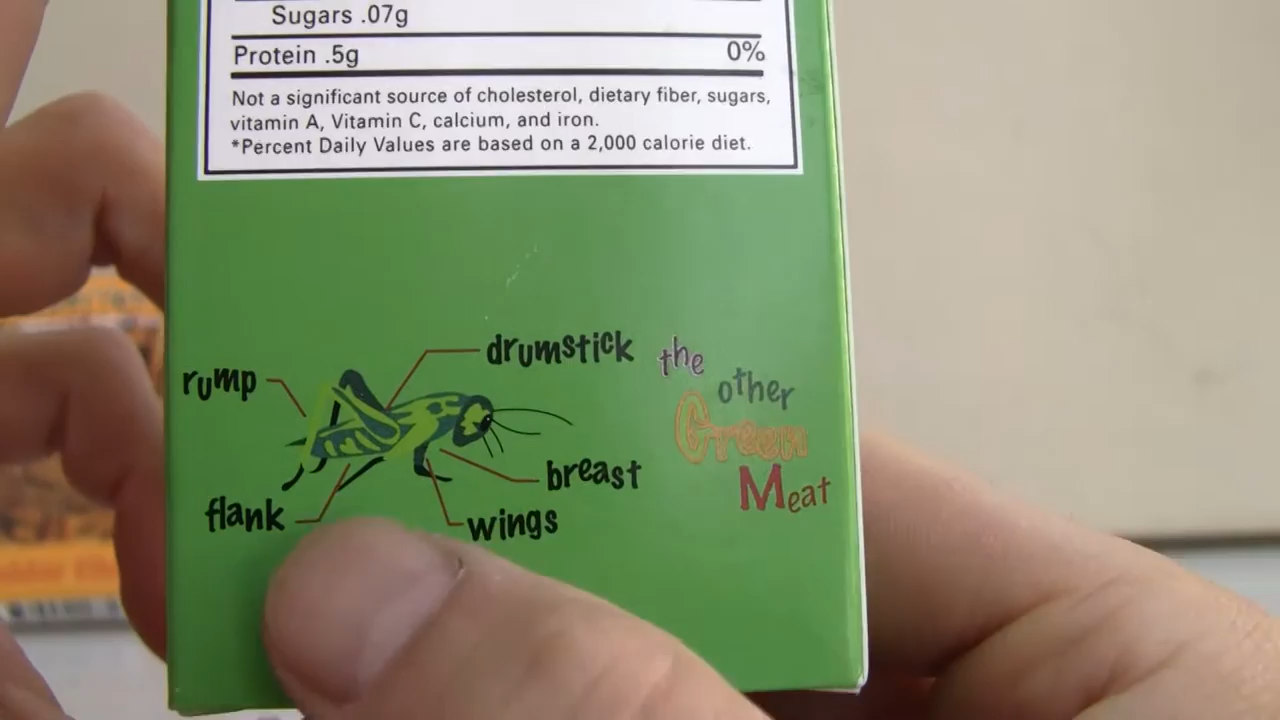 Sugars .07g
Protein .5g 0%
Not a significant source of cholesterol, dietary fiber, sugars,
vitamin A, Vitamin C, calcium, and iron.
*Percent Daily Values are based on a 2,000 calorie diet.
drumstick
rump
breast
flank
wings
the
other
Green
Meat